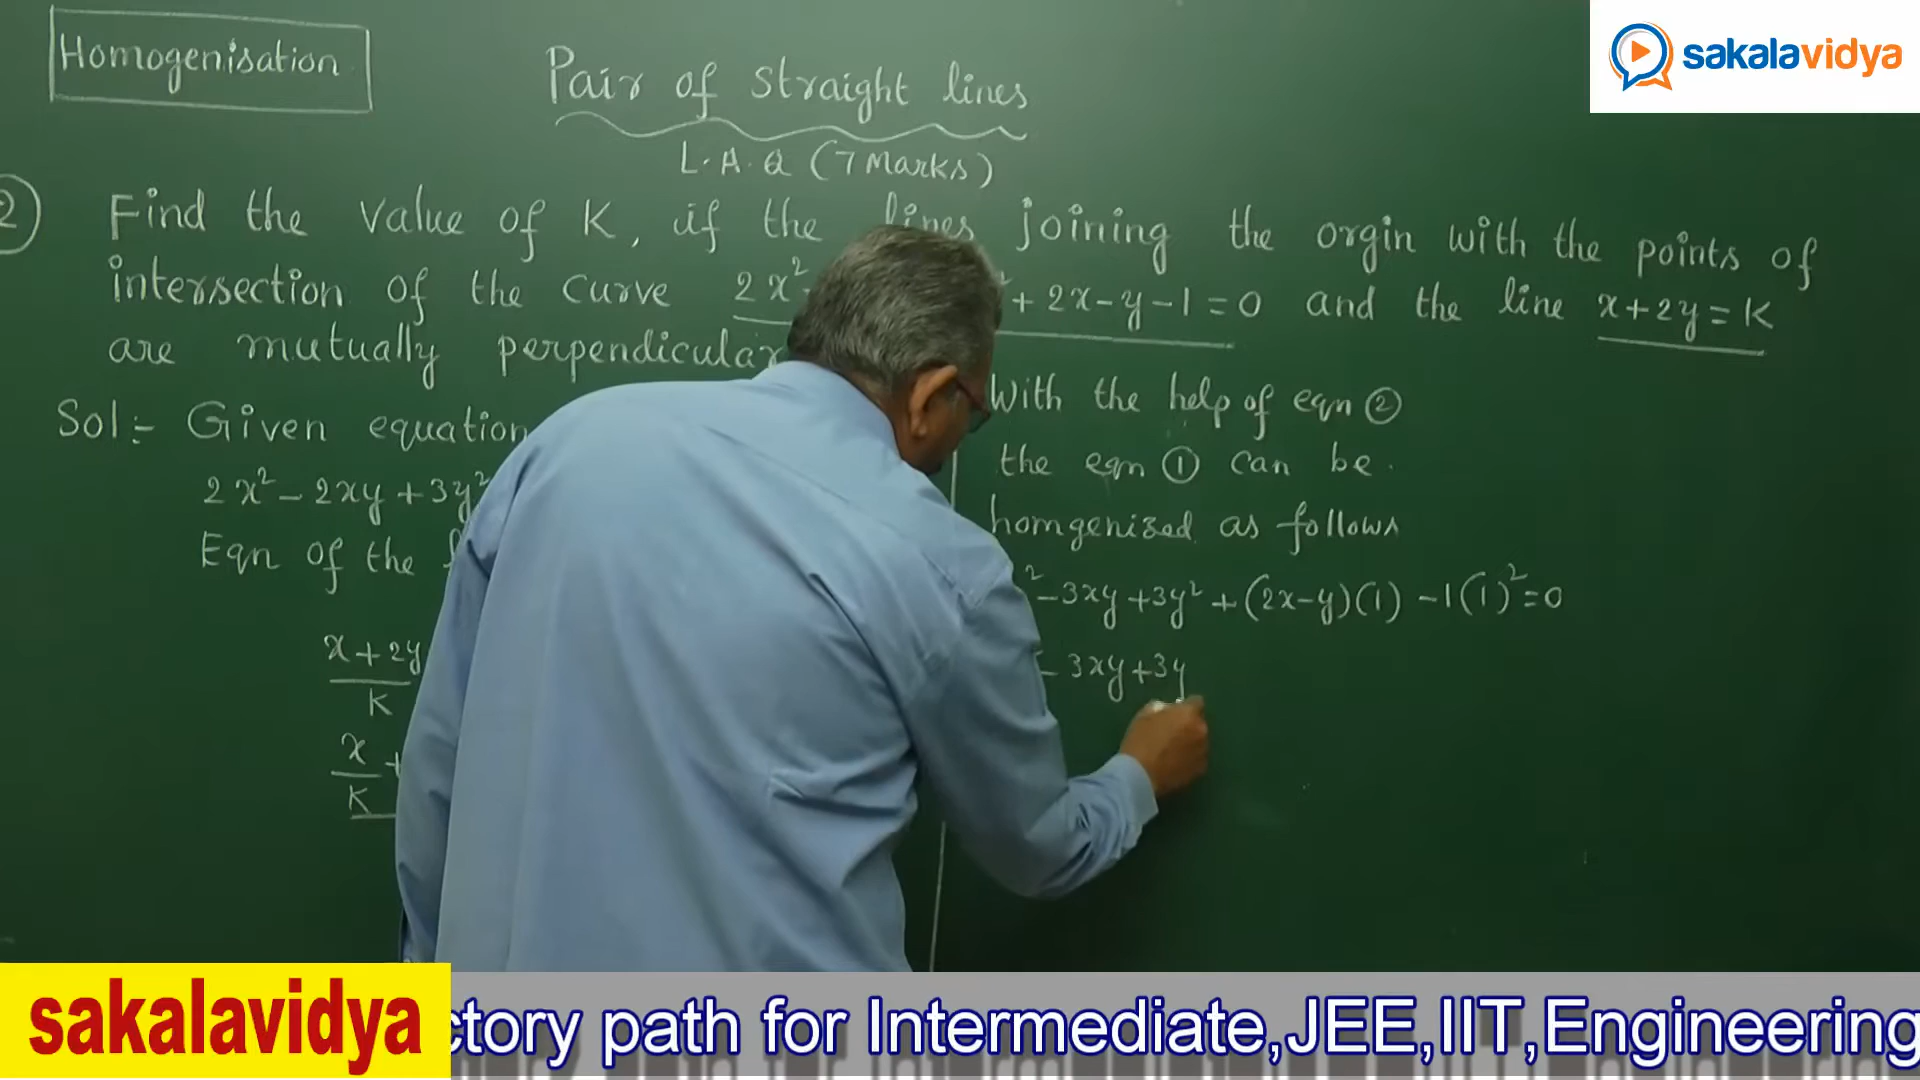 Homogenisation
Pair of straight lines
L.A.Q (7 Marks)
sakalavidya
2 Find the value of K, if the lines joining the orgin with the points of
intersection of the curve 2x² + 2x - y - 1 = 0 and the line x + 2y = K
are mutually perpendicular
Sol:- Given equation
2x² - 2xy + 3y²
Eqn of the
x + 2y
K
x +
K
With the help of eqn ②
the eqn ① can be.
homgenized as follows
² - 3xy + 3y² + (2x-y)(1) - 1(1)² = 0
- 3xy + 3y
sakalavidya
ctory path for Intermediate,JEE,IIT,Engineering